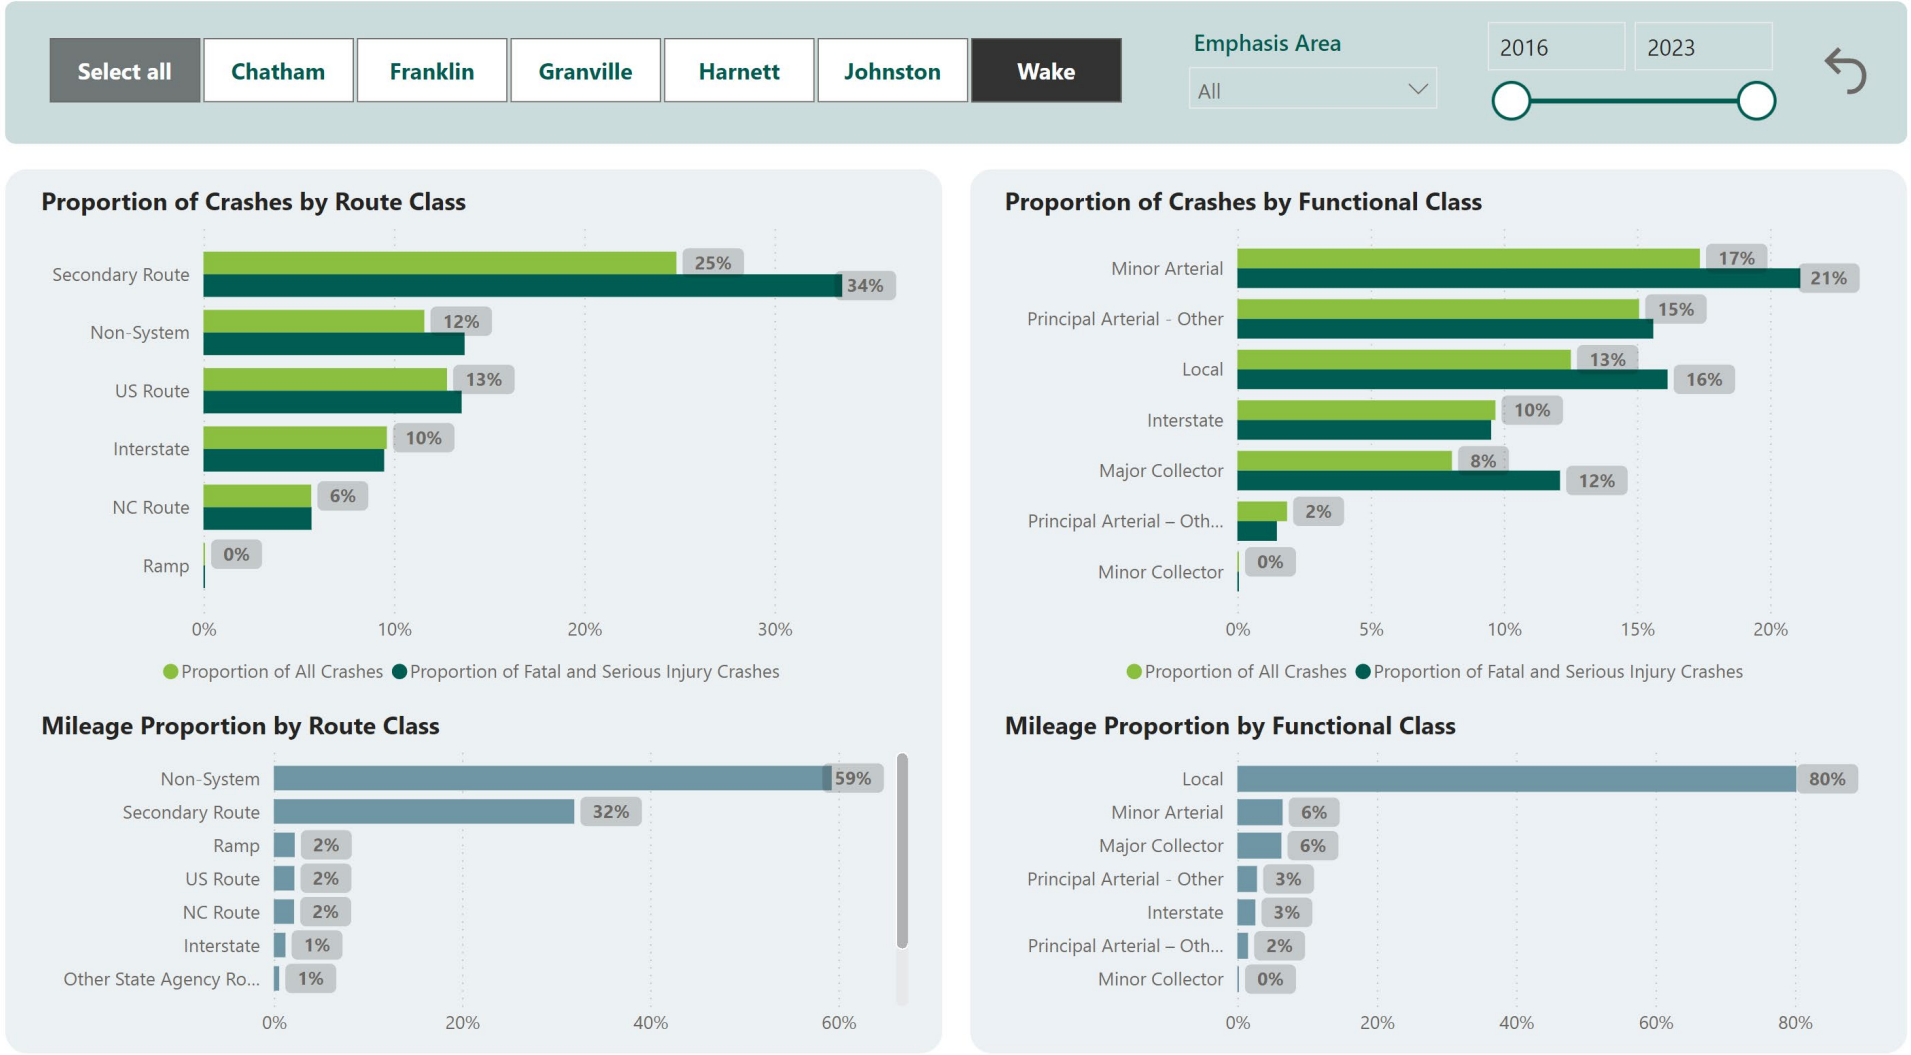 Select all
Chatham
Franklin
Granville
Harnett
Johnston
Wake
Emphasis Area
All
2016
2023
Proportion of Crashes by Route Class
Secondary Route
25%
34%
Non-System
12%
US Route
13%
Interstate
10%
NC Route
6%
Ramp
0%
0%
10%
20%
30%
Proportion of All Crashes
Proportion of Fatal and Serious Injury Crashes
Mileage Proportion by Route Class
Non-System
59%
Secondary Route
32%
Ramp
2%
US Route
2%
NC Route
2%
Interstate
1%
Other State Agency Ro...
1%
0%
20%
40%
60%
Proportion of Crashes by Functional Class
Minor Arterial
17%
21%
Principal Arterial - Other
15%
Local
13%
16%
Interstate
10%
Major Collector
8%
12%
Principal Arterial – Oth...
2%
Minor Collector
0%
0%
5%
10%
15%
20%
Proportion of All Crashes
Proportion of Fatal and Serious Injury Crashes
Mileage Proportion by Functional Class
Local
80%
Minor Arterial
6%
Major Collector
6%
Principal Arterial - Other
3%
Interstate
3%
Principal Arterial – Oth...
2%
Minor Collector
0%
0%
20%
40%
60%
80%